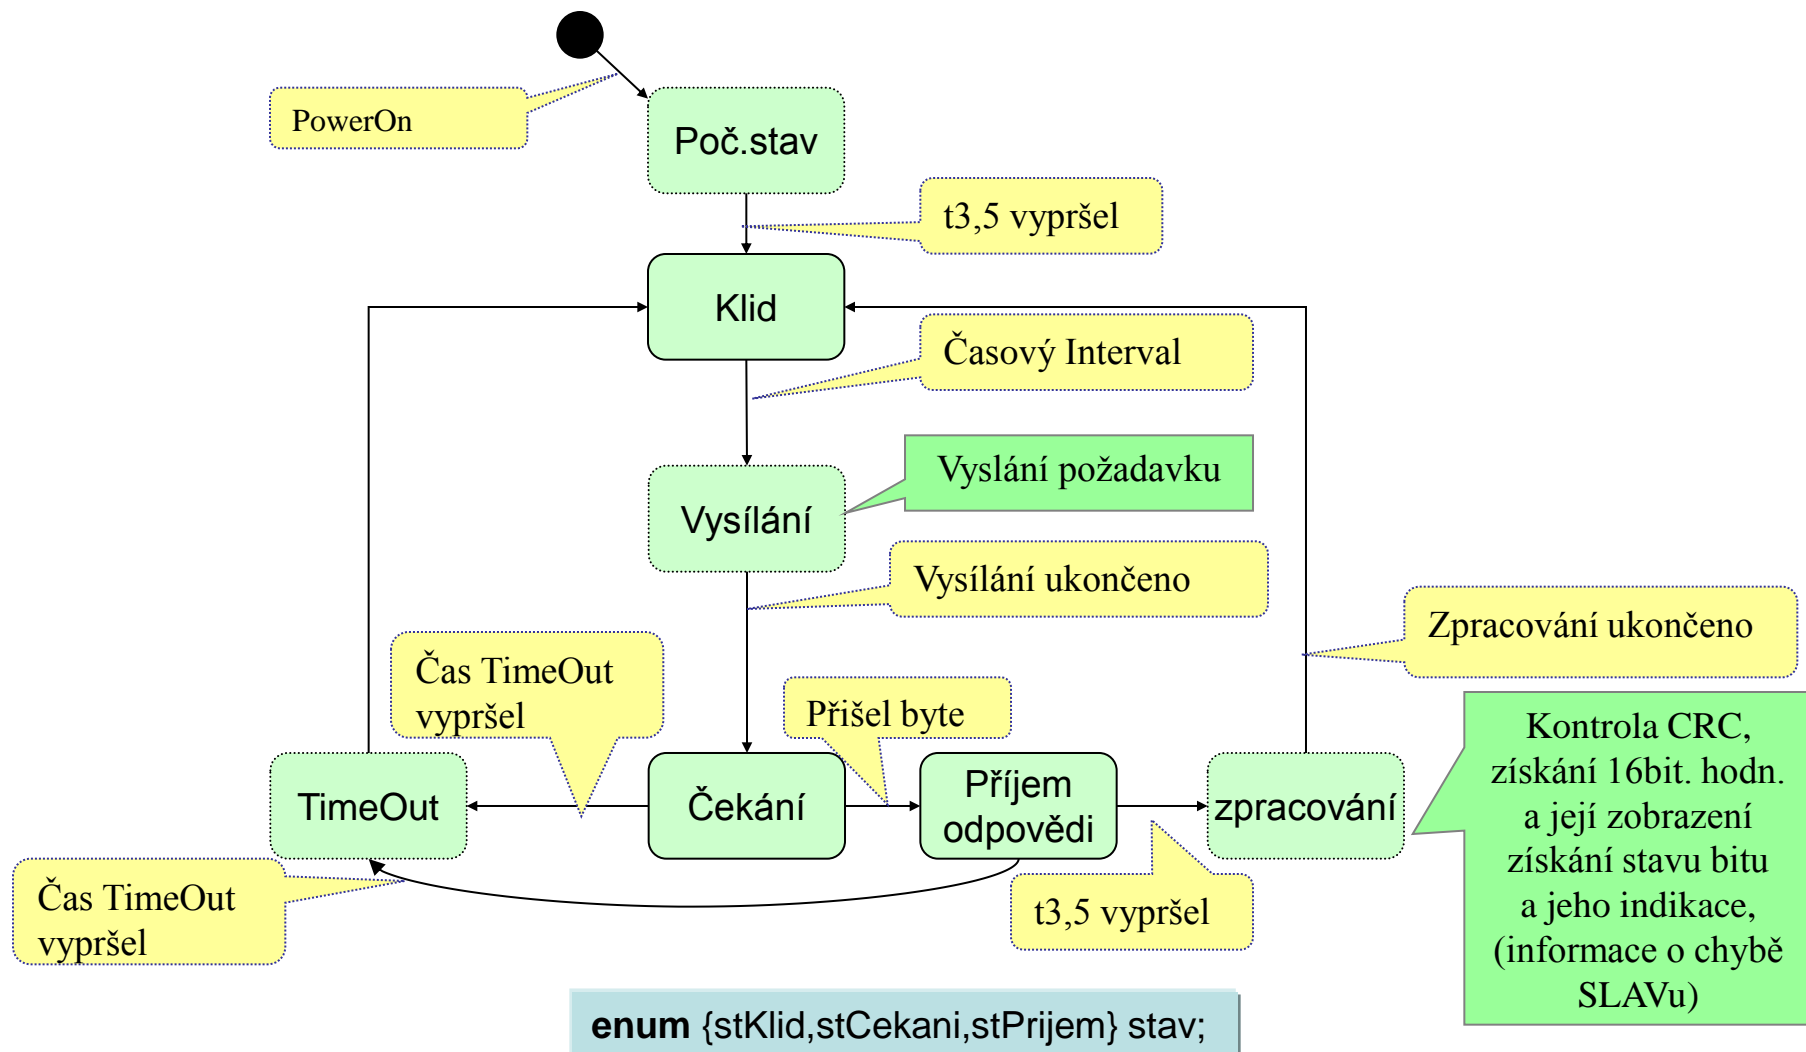 PowerOn
Poč.stav
t3,5 vypršel
Klid
Časový Interval
Vyslání požadavku
Vysílání
Vysílání ukončeno
Zpracování ukončeno
Čas TimeOut
vypršel
Přišel byte
TimeOut
Čekání
Příjem
odpovědi
zpracování
Kontrola CRC,
získání 16bit. hodn.
a její zobrazení
získání stavu bitu
a jeho indikace,
(informace o chybě
SLAVu)
Čas TimeOut
vypršel
t3,5 vypršel
enum {stKlid,stCekani,stPrijem} stav;